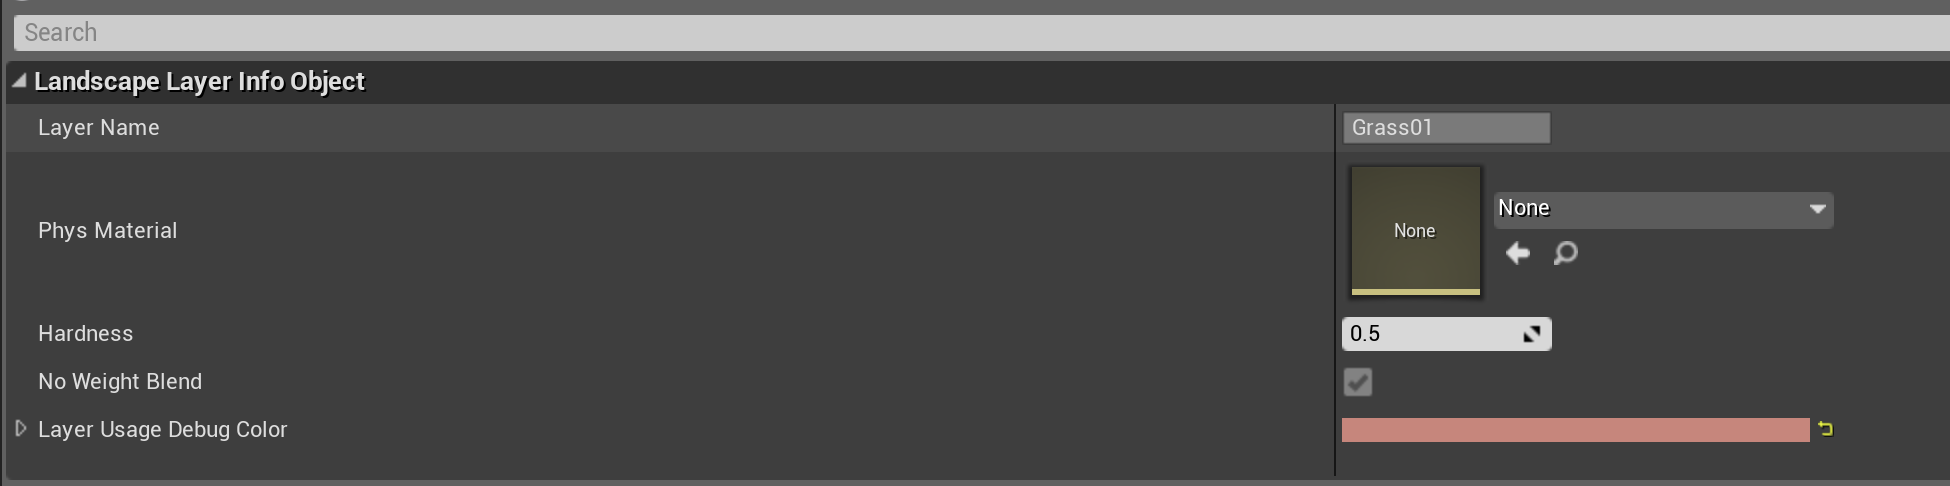 Search
Landscape Layer Info Object
Layer Name
Grass01
Phys Material
None
None
Hardness
0.5
No Weight Blend
Layer Usage Debug Color